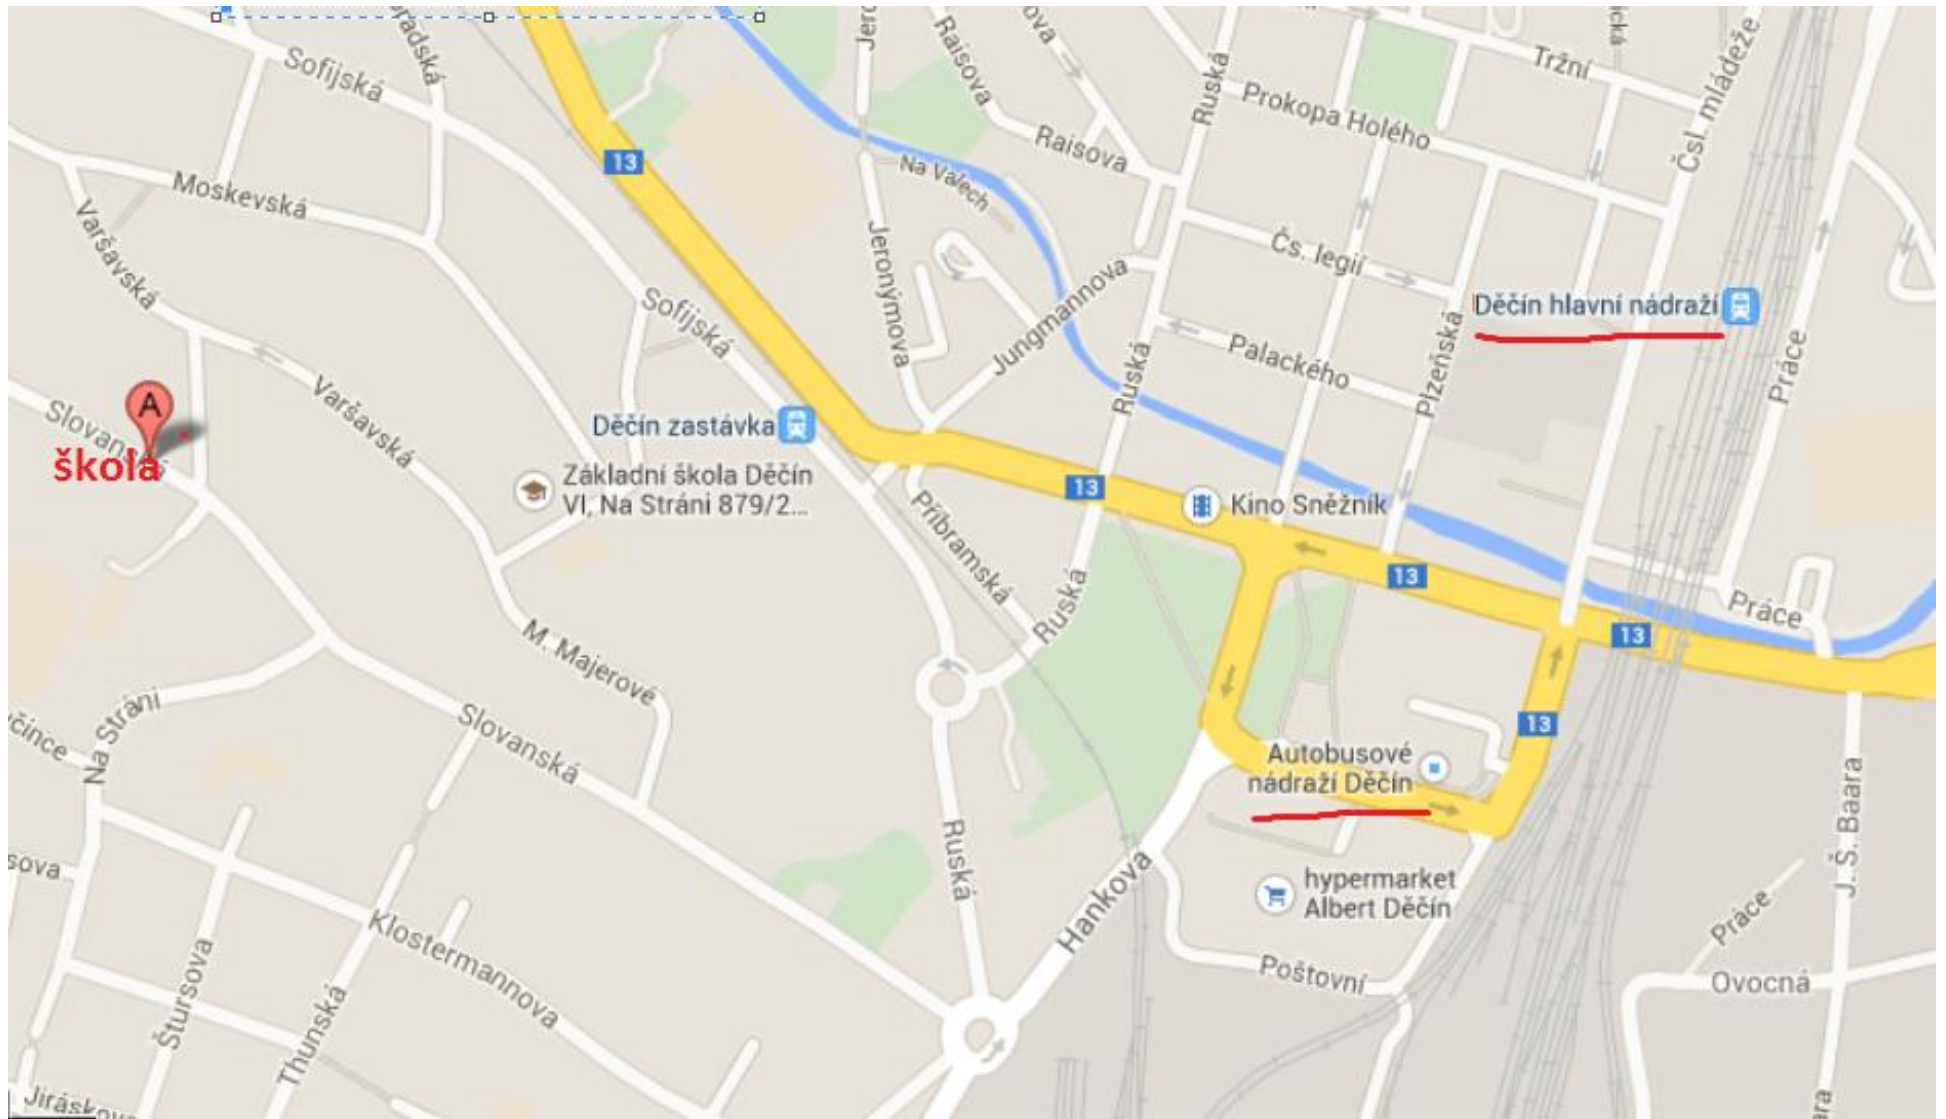 Sofijská
Raisova
Ruská
Tržní
Čsl. mládeže
Prokopa Holého
13
Raisova
Na Valech
Moskevská
Varšavská
Jeronýmova
Čs. legií
Jungmannova
Děčín hlavní nádraží
Sofijská
Palackého
Ruská
Plzeňská
Práce
Varšavská
A
Slovanská
škola
Děčín zastávka
Základní škola Děčín
VI, Na Stráni 879/2...
13
Kino Sněžník
Příbramská
13
Ruská
Práce
13
M. Majerové
Na Stráni
Slovanská
13
Autobusové
nádraží Děčín
J. Š. Baara
Ruská
Hankova
hypermarket
Albert Děčín
Práce
Klostermannova
Poštovní
Ovocná
Štursova
Thunská